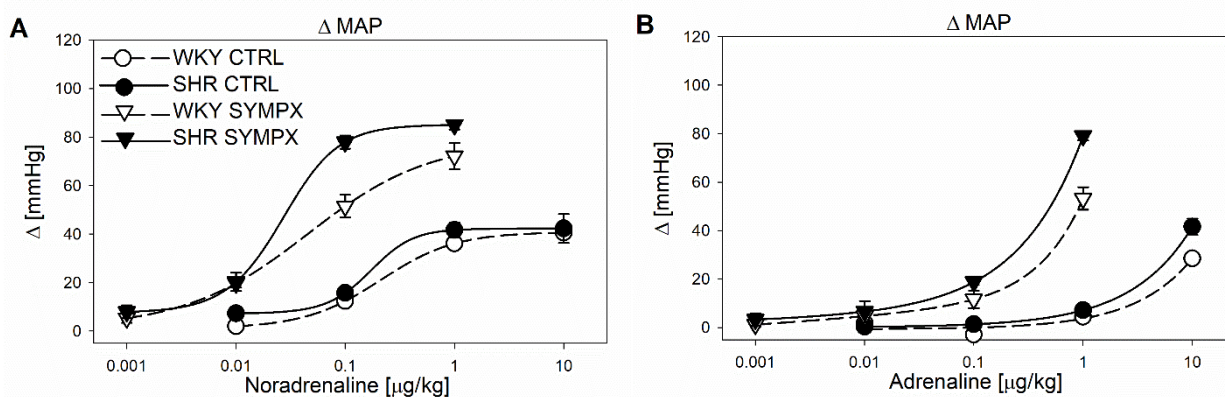 A
Δ MAP
120
100
80
60
40
20
0
Δ [mmHg]
WKY CTRL
SHR CTRL
WKY SYMPX
SHR SYMPX
0.001 0.01 0.1 1 10
Noradrenaline [μg/kg]
B
Δ MAP
120
100
80
60
40
20
0
Δ [mmHg]
0.001 0.01 0.1 1 10
Adrenaline [μg/kg]